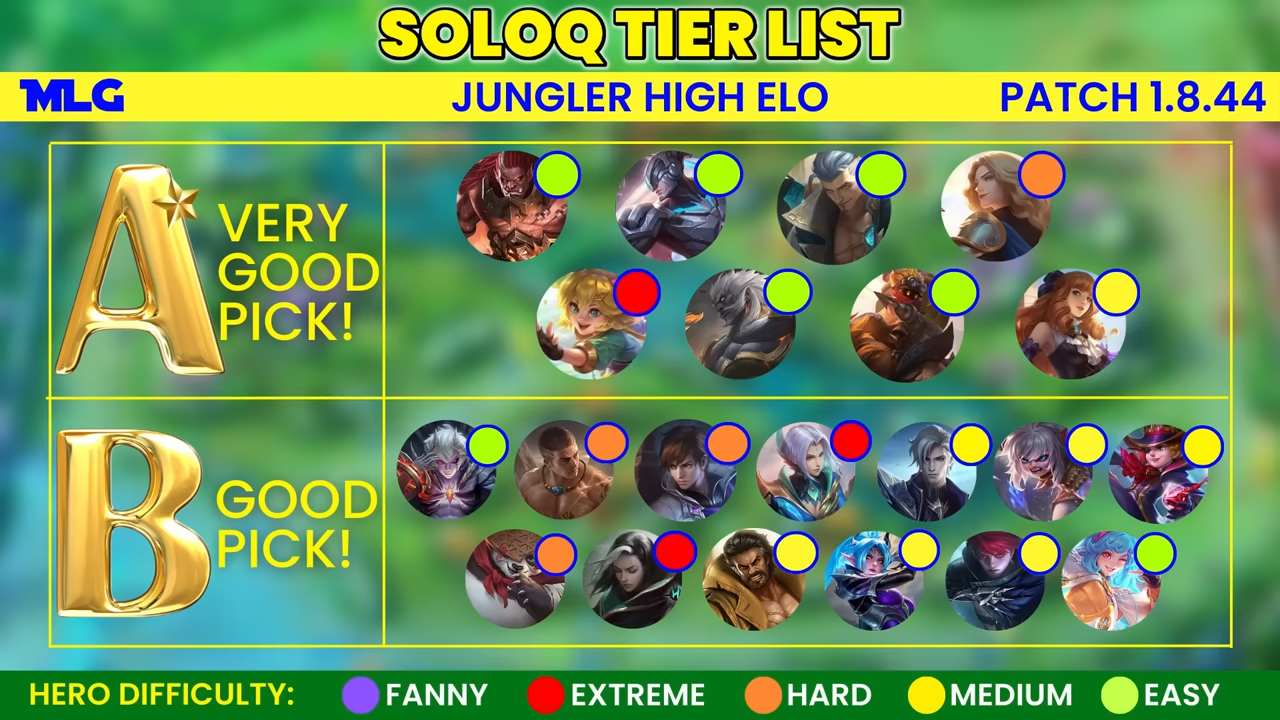 SOLOQ TIER LIST
MLG
JUNGLER HIGH ELO
PATCH 1.8.44
A
VERY
GOOD
PICK!
B
GOOD
PICK!
HERO DIFFICULTY:
FANNY
EXTREME
HARD
MEDIUM
EASY